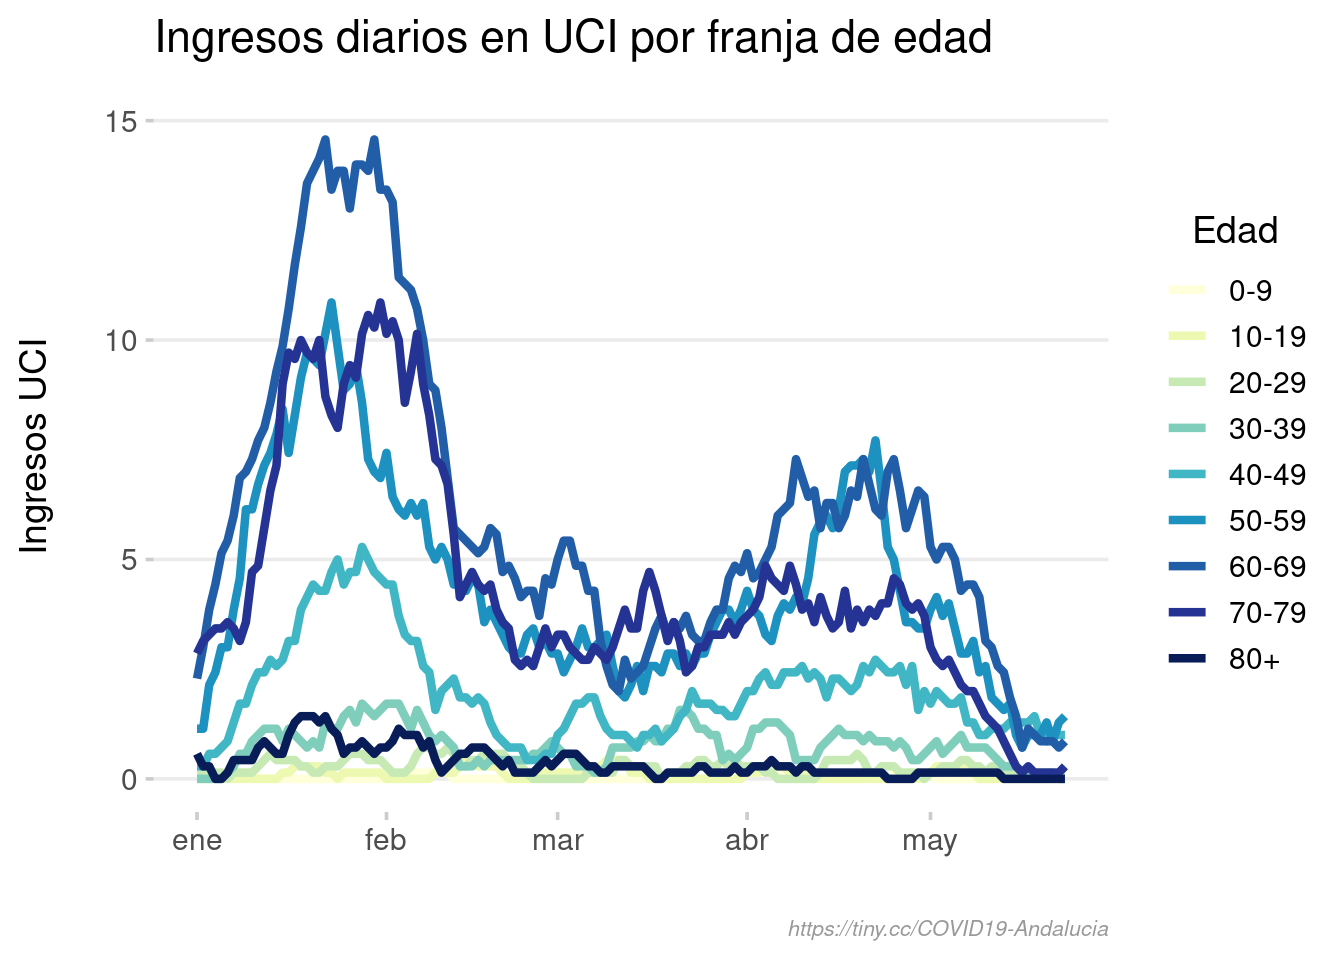 Ingresos diarios en UCI por franja de edad
Ingresos UCI
15
10
5
0
ene feb mar abr may
Edad
0-9
10-19
20-29
30-39
40-49
50-59
60-69
70-79
80+
https://tiny.cc/COVID19-Andalucia